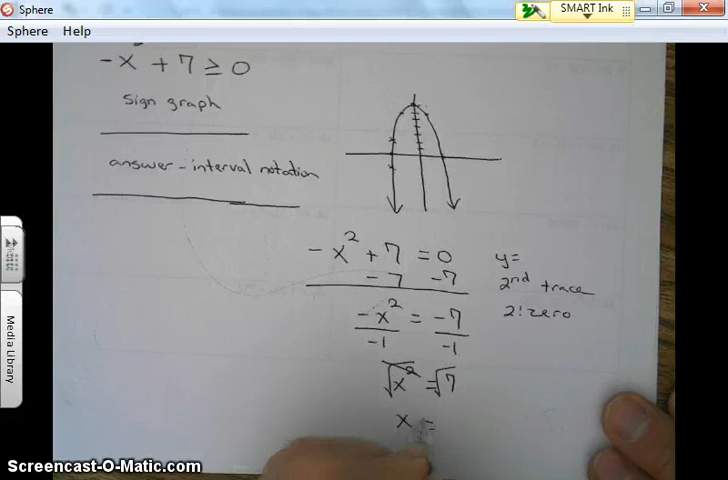 Sphere
SMART Ink
Sphere Help
-x² + 7 ≥ 0
sign graph
answer - interval notation
-x² + 7 = 0
-7 -7
y=
2nd trace
2: zero
-x² = -7
-1 -1
√x² = √7
x =
Media Library
Screencast-O-Matic.com